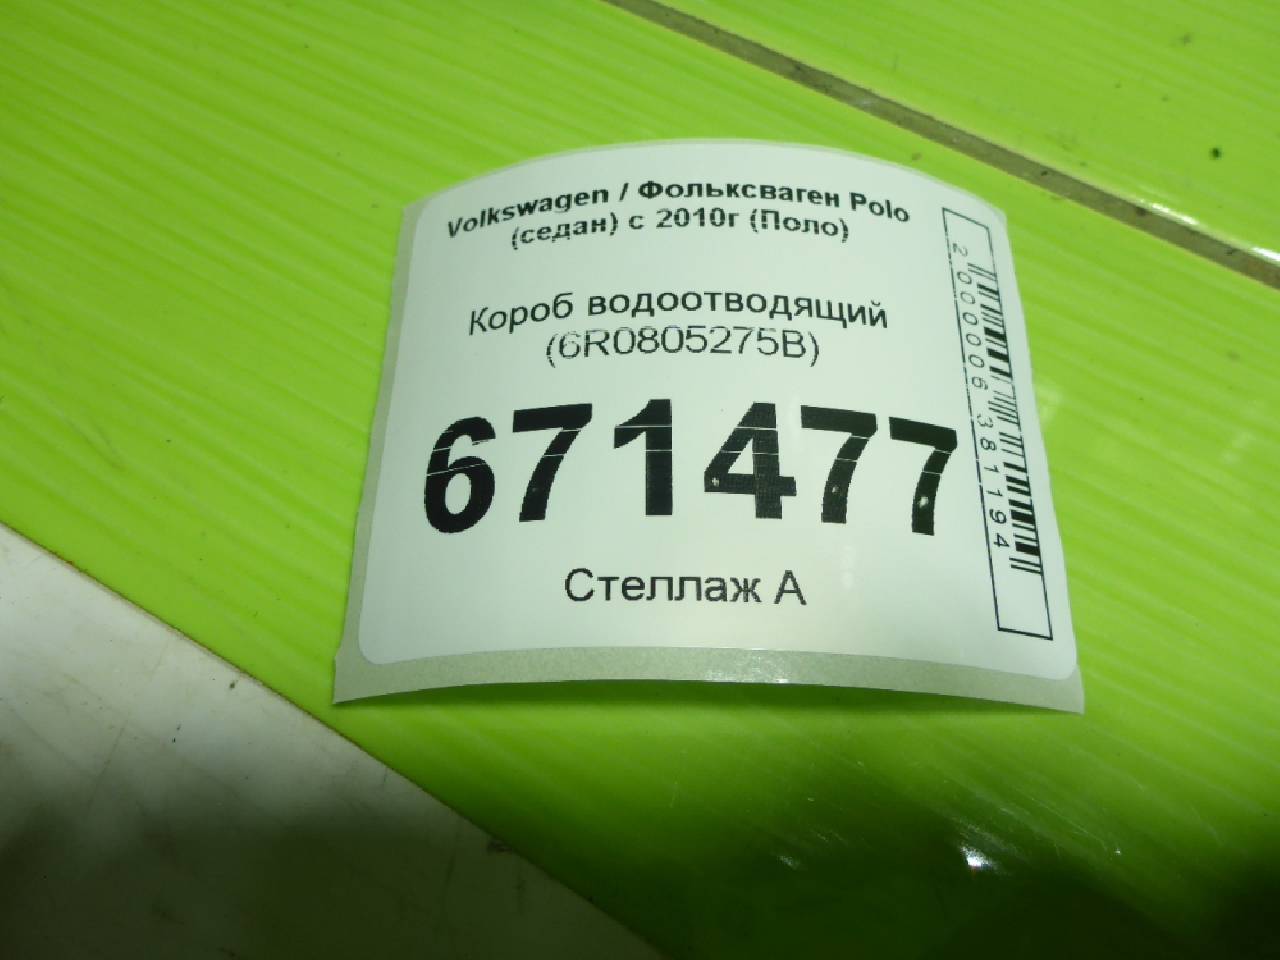 Volkswagen / Фольксваген Polo
(седан) с 2010г (Поло)
Короб водоотводящий
(6R0805275B)
671477
Стеллаж А
2000006381194